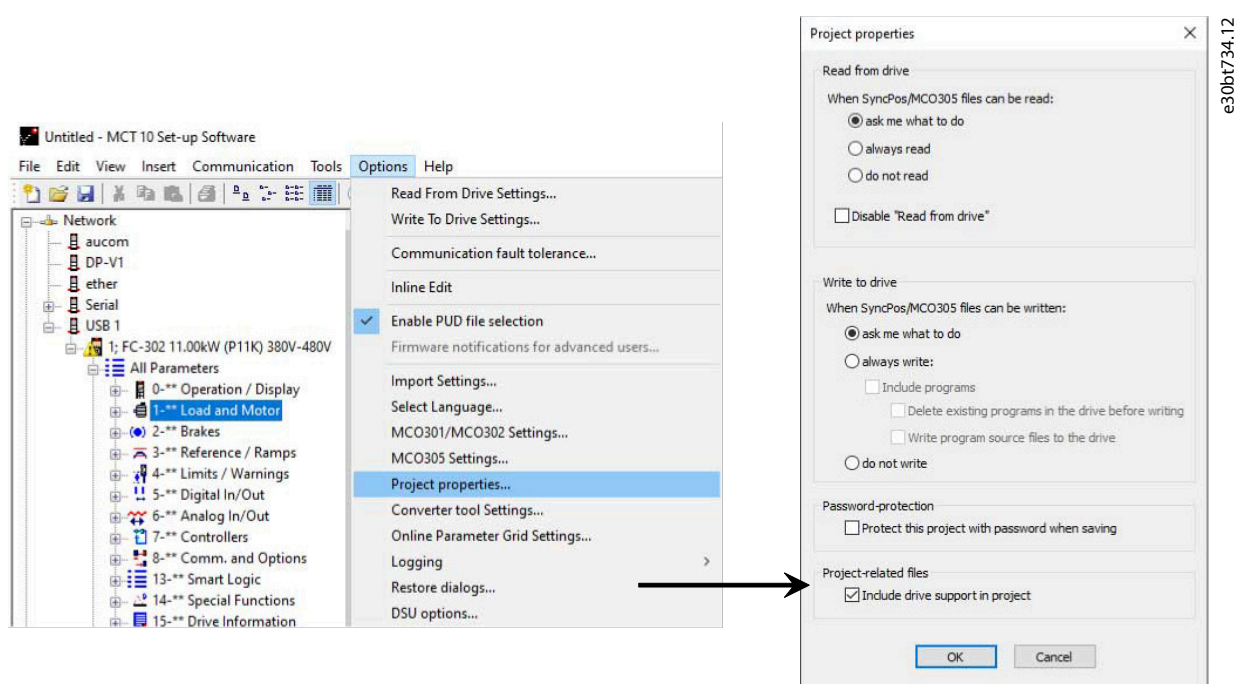 Untitled - MCT 10 Set-up Software
File Edit View Insert Communication Tools Options Help
Network
aucom
DP-V1
ether
Serial
USB 1
1; FC-302 11.00kW (P11K) 380V-480V
All Parameters
0-** Operation / Display
1-** Load and Motor
2-** Brakes
3-** Reference / Ramps
4-** Limits / Warnings
5-** Digital In/Out
6-** Analog In/Out
7-** Controllers
8-** Comm. and Options
13-** Smart Logic
14-** Special Functions
15-** Drive Information
Read From Drive Settings...
Write To Drive Settings...
Communication fault tolerance...
Inline Edit
Enable PUD file selection
Firmware notifications for advanced users...
Import Settings...
Select Language...
MCO301/MCO302 Settings...
MCO305 Settings...
Project properties...
Converter tool Settings...
Online Parameter Grid Settings...
Logging
Restore dialogs...
DSU options...
Project properties
Read from drive
When SyncPos/MCO305 files can be read:
ask me what to do
always read
do not read
Disable "Read from drive"
Write to drive
When SyncPos/MCO305 files can be written:
ask me what to do
always write:
Include programs
Delete existing programs in the drive before writing
Write program source files to the drive
do not write
Password-protection
Protect this project with password when saving
Project-related files
Include drive support in project
OK Cancel
e30bt734.12